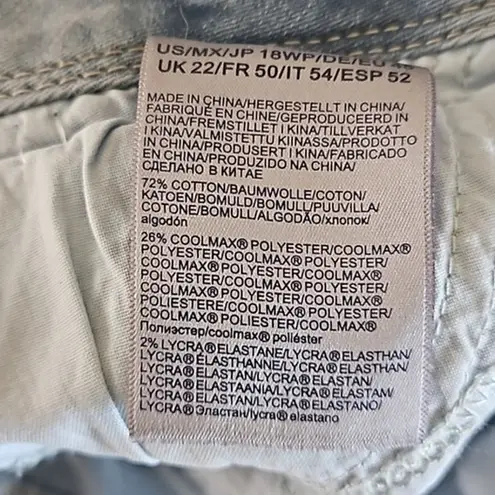 US/MX/JP 18WP/DE/EU
UK 22/FR 50/IT 54/ESP 52
MADE IN CHINA/HERGESTELLT IN CHINA/
FABRIQUÉ EN CHINE/GEPRODUCEERD IN
CHINA/FREMSTILLET I KINA/TILLVERKAT
I KINA/VALMISTETTU KIINASSA/PRODOTTO
IN CHINA/PRODUSERT I KINA/FABRICADO
EN CHINA/PRODUZIDO NA CHINA/
СДЕЛАНО В КИТАЕ
72% COTTON/BAUMWOLLE/COTON/
KATOEN/BOMULD/BOMULL/PUUVILLA/
COTONE/BOMULL/ALGODÃO/хлопок/
algodón
26% COOLMAX® POLYESTER/COOLMAX®
POLYESTER/COOLMAX® POLYESTER/
COOLMAX® POLYESTER/COOLMAX®
POLYESTER/COOLMAX® POLYESTER/
COOLMAX® POLYESTER/COOLMAX®
POLIESTERE/COOLMAX® POLYESTER/
COOLMAX® POLIÉSTER/COOLMAX®
Полиэстер/coolmax® poliéster
2% LYCRA® ELASTANE/LYCRA® ELASTHAN/
LYCRA® ÉLASTHANNE/LYCRA® ELASTHAN/
LYCRA® ELASTAN/LYCRA® ELASTAN/
LYCRA® ELASTAANIA/LYCRA® ELASTAM/
LYCRA® ELASTAN/LYCRA® ELASTANO/
LYCRA® Эластан/lycra® elastano